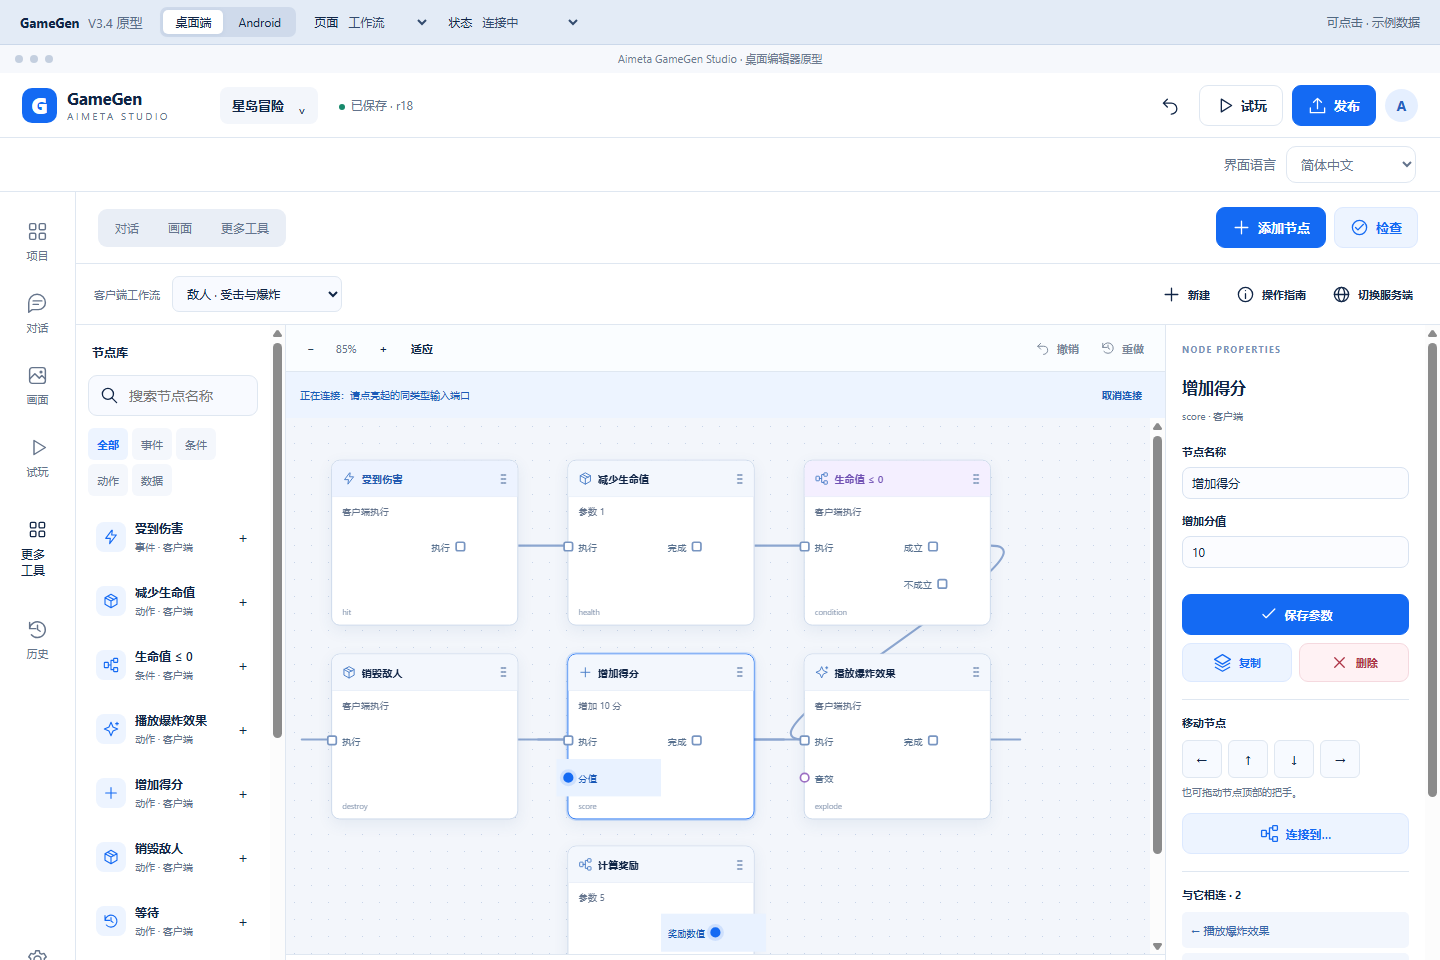 GameGen V3.4 原型 桌面端 Android 页面 工作流 状态 连接中 可点击 · 示例数据
Aimeta GameGen Studio · 桌面编辑器原型
G GameGen
AIMETA STUDIO
星岛冒险 已保存 · r18 试玩 发布 A
界面语言 简体中文
项目
对话
画面
试玩
更多
工具
历史
对话 画面 更多工具 添加节点 检查
客户端工作流 敌人 · 受击与爆炸 新建 操作指南 切换服务端
节点库
搜索节点名称
全部 事件 条件
动作 数据
受到伤害
事件 · 客户端 +
减少生命值
动作 · 客户端 +
生命值 ≤ 0
条件 · 客户端 +
播放爆炸效果
动作 · 客户端 +
增加得分
动作 · 客户端 +
销毁敌人
动作 · 客户端 +
等待
动作 · 客户端 +
− 85% + 适应 撤销 重做
正在连接：请点亮起的同类型输入端口 取消连接
受到伤害
客户端执行
执行
hit
减少生命值
参数 1
执行 完成
health
生命值 ≤ 0
客户端执行
执行 成立
不成立
condition
销毁敌人
客户端执行
执行
destroy
增加得分
增加 10 分
执行 完成
分值
score
播放爆炸效果
客户端执行
执行 完成
音效
explode
计算奖励
参数 5
奖励数值
NODE PROPERTIES
增加得分
score · 客户端
节点名称
增加得分
增加分值
10
保存参数
复制 删除
移动节点
← ↑ ↓ →
也可拖动节点顶部的把手。
连接到...
与它相连 · 2
← 播放爆炸效果